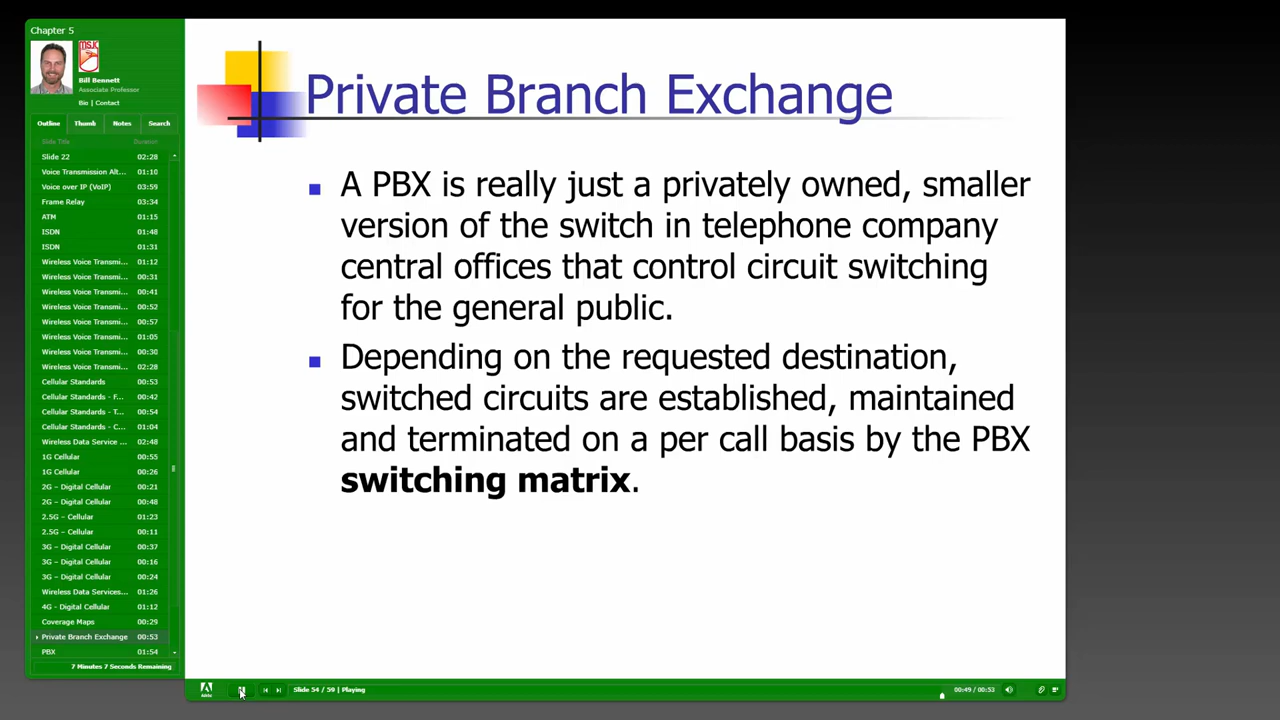 Chapter 5
MSJC
Bill Bennett
Associate Professor
Bio | Contact
Outline Thumb Notes Search
Slide Title Duration
Slide 22 02:28
Voice Transmission Alt... 01:10
Voice over IP (VoIP) 03:59
Frame Relay 03:34
ATM 01:15
ISDN 01:48
ISDN 01:31
Wireless Voice Transmi... 01:12
Wireless Voice Transmi... 00:31
Wireless Voice Transmi... 00:41
Wireless Voice Transmi... 00:52
Wireless Voice Transmi... 00:57
Wireless Voice Transmi... 01:05
Wireless Voice Transmi... 00:30
Wireless Voice Transmi... 02:28
Cellular Standards 00:53
Cellular Standards - F... 00:42
Cellular Standards - T... 00:54
Cellular Standards - C... 01:04
Wireless Data Service ... 02:48
1G Cellular 00:55
1G Cellular 00:26
2G - Digital Cellular 00:21
2G - Digital Cellular 00:48
2.5G – Cellular 01:23
2.5G – Cellular 00:11
3G – Digital Cellular 00:37
3G – Digital Cellular 00:16
3G – Digital Cellular 00:24
Wireless Data Services... 01:26
4G - Digital Cellular 01:12
Coverage Maps 00:29
Private Branch Exchange 00:53
PBX 01:54
7 Minutes 7 Seconds Remaining
Private Branch Exchange
A PBX is really just a privately owned, smaller
version of the switch in telephone company
central offices that control circuit switching
for the general public.
Depending on the requested destination,
switched circuits are established, maintained
and terminated on a per call basis by the PBX
switching matrix.
Adobe
Slide 54 / 59 | Playing
00:49 / 00:53